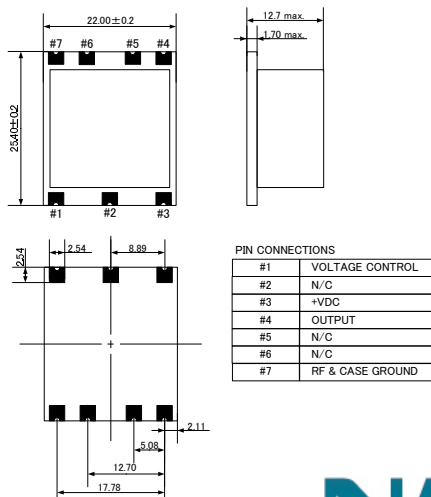 22.00±0.2
12.7 max.
1.70 max.
#7 #6 #5 #4
25.40±0.2
#1 #2 #3
2.54 8.89
2.54
2.11
5.08
12.70
17.78
PIN CONNECTIONS
#1 VOLTAGE CONTROL
#2 N/C
#3 +VDC
#4 OUTPUT
#5 N/C
#6 N/C
#7 RF & CASE GROUND